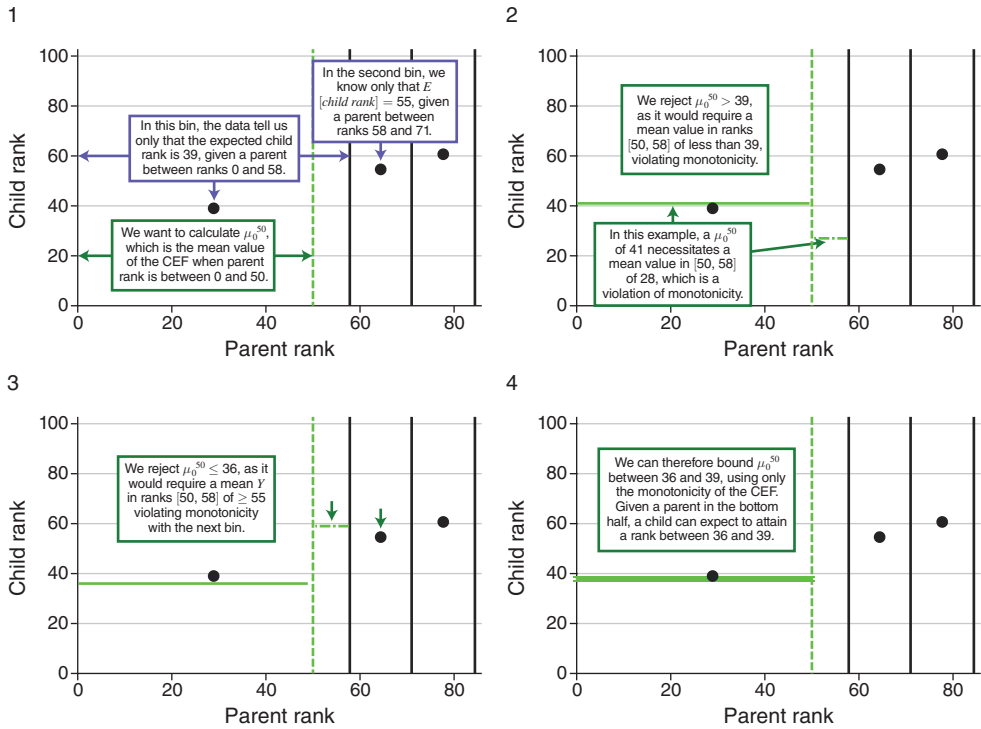 1
100
80
60
40
20
0
Child rank
In this bin, the data tell us
only that the expected child
rank is 39, given a parent
between ranks 0 and 58.
In the second bin, we
know only that E
[child rank] = 55, given
a parent between
ranks 58 and 71.
We want to calculate μ₀⁵⁰,
which is the mean value
of the CEF when parent
rank is between 0 and 50.
0 20 40 60 80
Parent rank
2
100
80
60
40
20
0
Child rank
We reject μ₀⁵⁰ > 39,
as it would require a
mean value in ranks
[50, 58] of less than 39,
violating monotonicity.
In this example, a μ₀⁵⁰
of 41 necessitates a
mean value in [50, 58]
of 28, which is a
violation of monotonicity.
0 20 40 60 80
Parent rank
3
100
80
60
40
20
0
Child rank
We reject μ₀⁵⁰ ≤ 36, as it
would require a mean Y
in ranks [50, 58] of ≥ 55
violating monotonicity
with the next bin.
0 20 40 60 80
Parent rank
4
100
80
60
40
20
0
Child rank
We can therefore bound μ₀⁵⁰
between 36 and 39, using only
the monotonicity of the CEF.
Given a parent in the bottom
half, a child can expect to attain
a rank between 36 and 39.
0 20 40 60 80
Parent rank